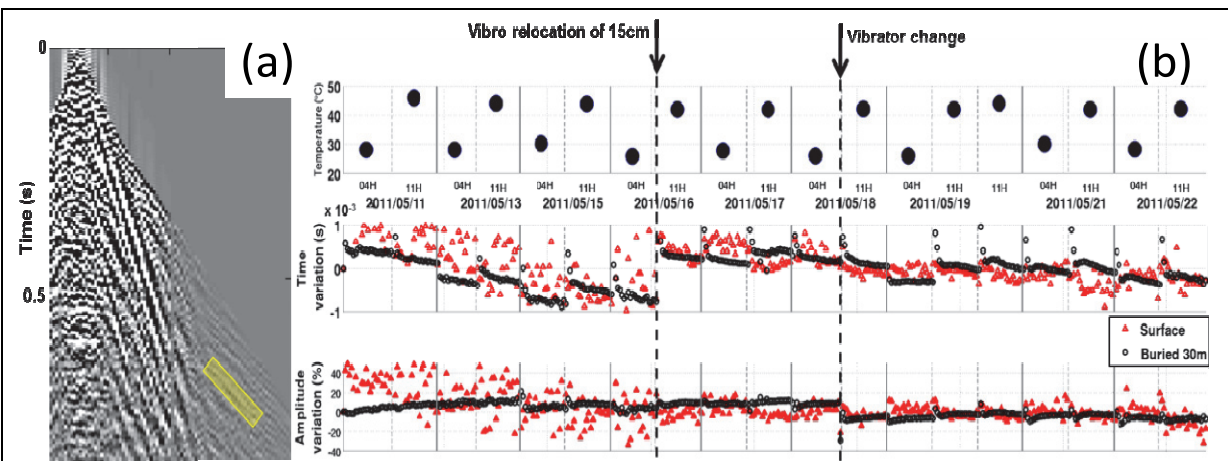 Vibro relocation of 15cm
Vibrator change
(a)
(b)
0
0.5
Time (s)
Temperature (°C)
50
40
30
20
04H 11H 04H 11H 04H 11H 04H 11H 04H 11H 04H 11H 04H 11H 11H 04H 11H 04H 11H
2011/05/11 2011/05/13 2011/05/15 2011/05/16 2011/05/17 2011/05/18 2011/05/19 2011/05/21 2011/05/22
x 10⁻³
Time
variation (s)
1
0
-1
Surface
Buried 30m
Amplitude
variation (%)
40
20
0
-20
-40